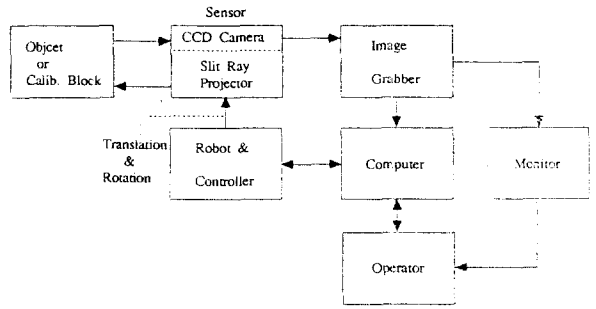 Sensor
Objcet
or
Calib. Block
CCD Camera
Slit Ray
Projector
Image
Grabber
Translation
&
Rotation
Robot &
Controller
Computer
Monitor
Operator